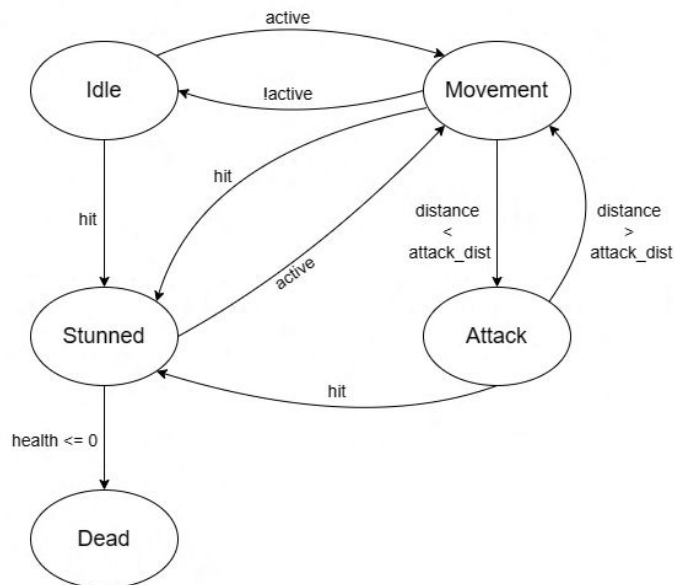 active
Idle
Movement
!active
hit
hit
distance
<
attack_dist
distance
>
attack_dist
active
Stunned
Attack
hit
health <= 0
Dead